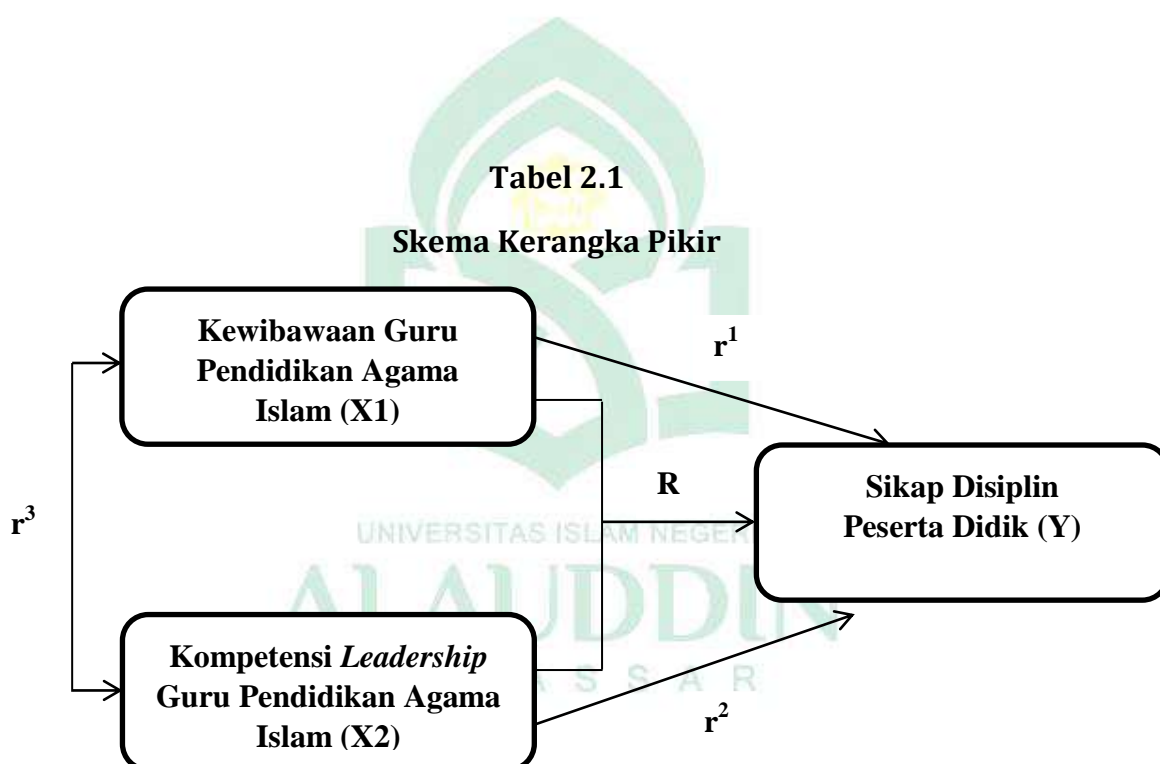 Tabel 2.1
Skema Kerangka Pikir
Kewibawaan Guru
Pendidikan Agama
Islam (X1)
r¹
R
Sikap Disiplin
Peserta Didik (Y)
r³
UNIVERSITAS ISLAM NEGERI
ALAUDDIN
ASSAR
Kompetensi Leadership
Guru Pendidikan Agama
Islam (X2)
r²